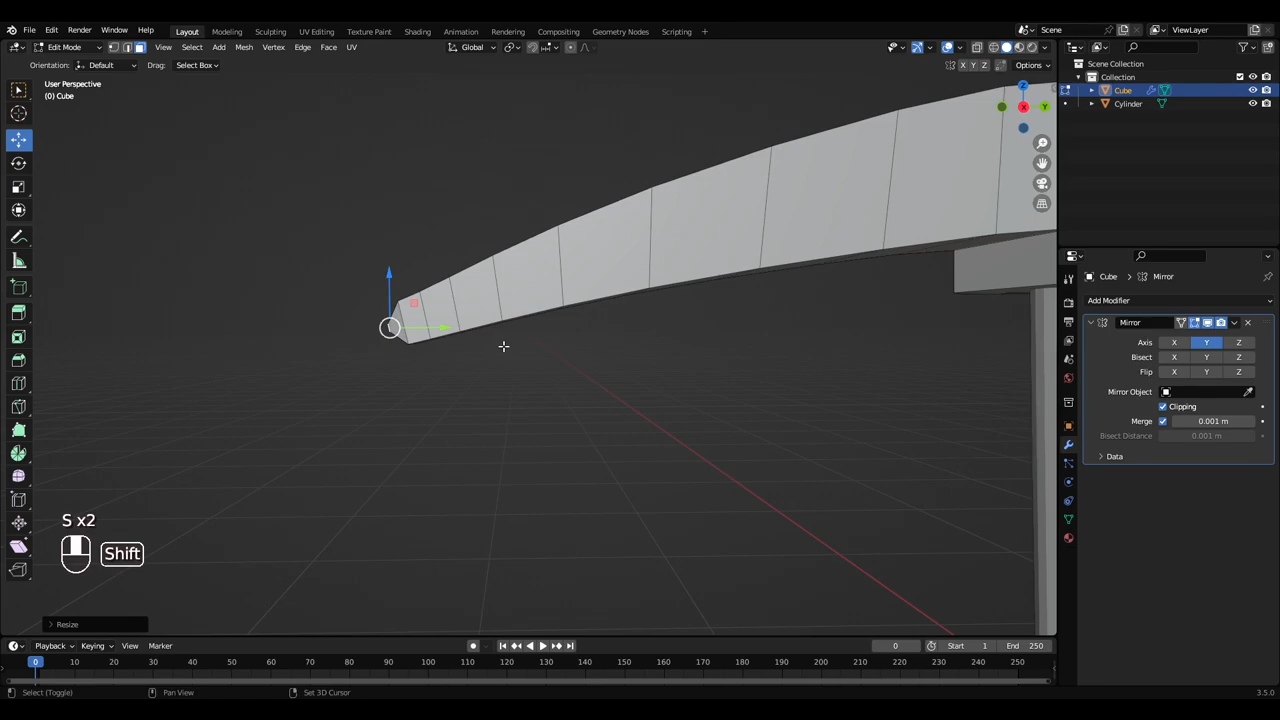 File Edit Render Window Help Layout Modeling Sculpting UV Editing Texture Paint Shading Animation Rendering Compositing Geometry Nodes Scripting + Scene ViewLayer
Edit Mode View Select Add Mesh Vertex Edge Face UV Global
Orientation: Default Drag: Select Box X Y Z Options
Scene Collection
Collection
Cube
Cylinder
User Perspective
(0) Cube
Z
X
Y
Cube > Mirror
Add Modifier
Mirror
Axis X Y Z
Bisect X Y Z
Flip X Y Z
Mirror Object
Clipping
Merge 0.001 m
Bisect Distance 0.001 m
Data
S x2
Shift
Resize
Playback Keying View Marker 0 Start 1 End 250
0 10 20 30 40 50 60 70 80 90 100 110 120 130 140 150 160 170 180 190 200 210 220 230 240 250
Select (Toggle) Pan View Set 3D Cursor 3.5.0